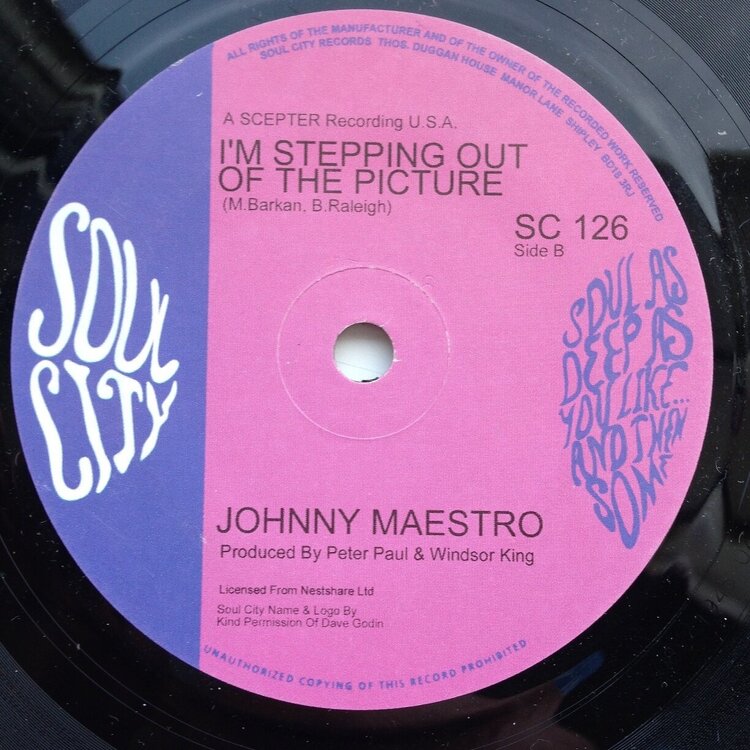 ALL RIGHTS OF THE MANUFACTURER AND OF THE OWNER OF THE RECORDED WORK RESERVED
SOUL CITY RECORDS THOS. DUGGAN HOUSE MANOR LANE SHIPLEY BD18 3RJ
A SCEPTER Recording U.S.A.
I'M STEPPING OUT
OF THE PICTURE
(M.Barkan. B.Raleigh)
SC 126
Side B
SOUL
CITY
SOUL AS
DEEP AS
YOU LIKE...
AND THEN
SOME
JOHNNY MAESTRO
Produced By Peter Paul & Windsor King
Licensed From Nestshare Ltd
Soul City Name & Logo By
Kind Permission Of Dave Godin
UNAUTHORIZED COPYING OF THIS RECORD PROHIBITED